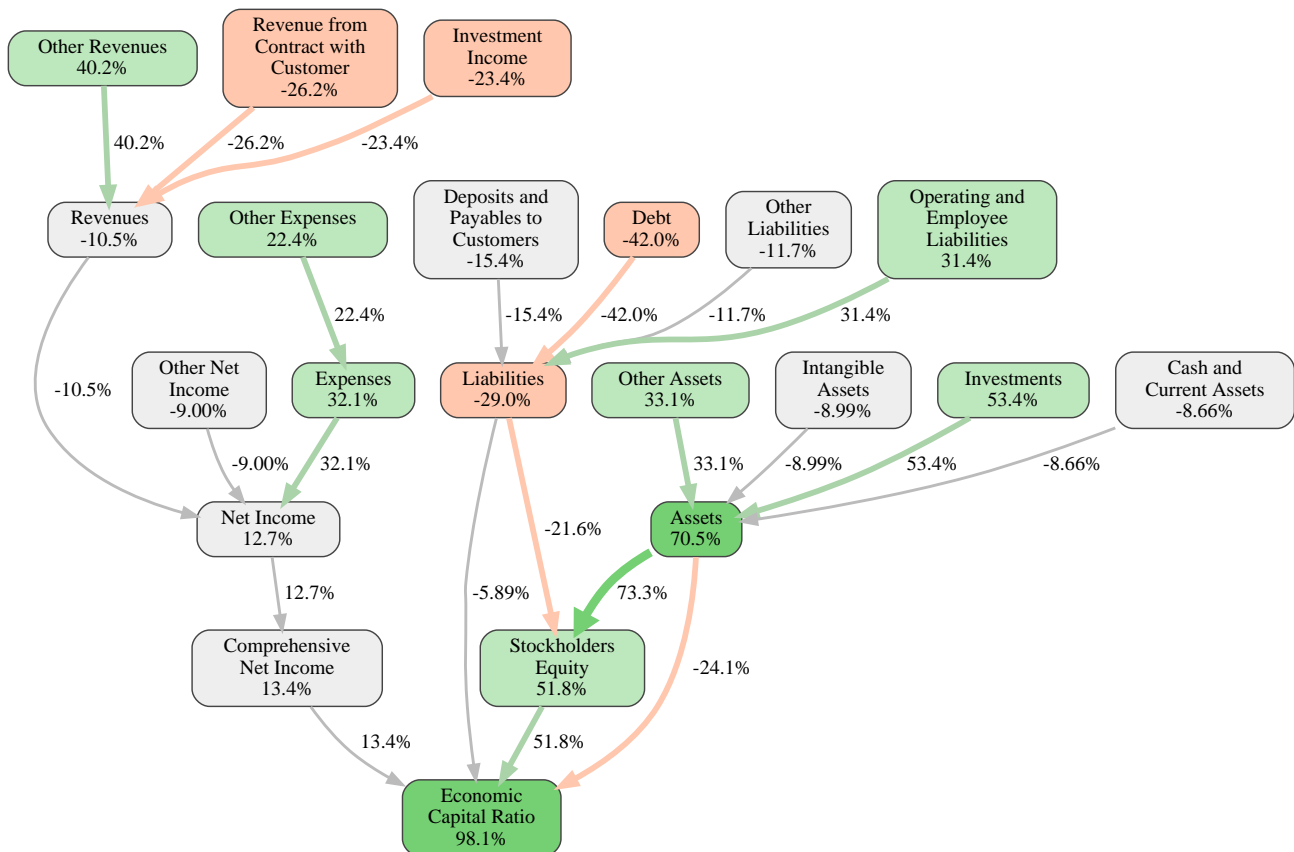 Other Revenues
40.2%
Revenue from
Contract with
Customer
-26.2%
Investment
Income
-23.4%
40.2%
-26.2%
-23.4%
Revenues
-10.5%
Other Expenses
22.4%
Deposits and
Payables to
Customers
-15.4%
Debt
-42.0%
Other
Liabilities
-11.7%
Operating and
Employee
Liabilities
31.4%
22.4%
-15.4%
-42.0%
-11.7%
31.4%
-10.5%
Other Net
Income
-9.00%
Expenses
32.1%
Liabilities
-29.0%
Other Assets
33.1%
Intangible
Assets
-8.99%
Investments
53.4%
Cash and
Current Assets
-8.66%
-9.00%
32.1%
33.1%
-8.99%
53.4%
-8.66%
Net Income
12.7%
-21.6%
Assets
70.5%
12.7%
-5.89%
73.3%
Comprehensive
Net Income
13.4%
Stockholders
Equity
51.8%
-24.1%
13.4%
51.8%
Economic
Capital Ratio
98.1%